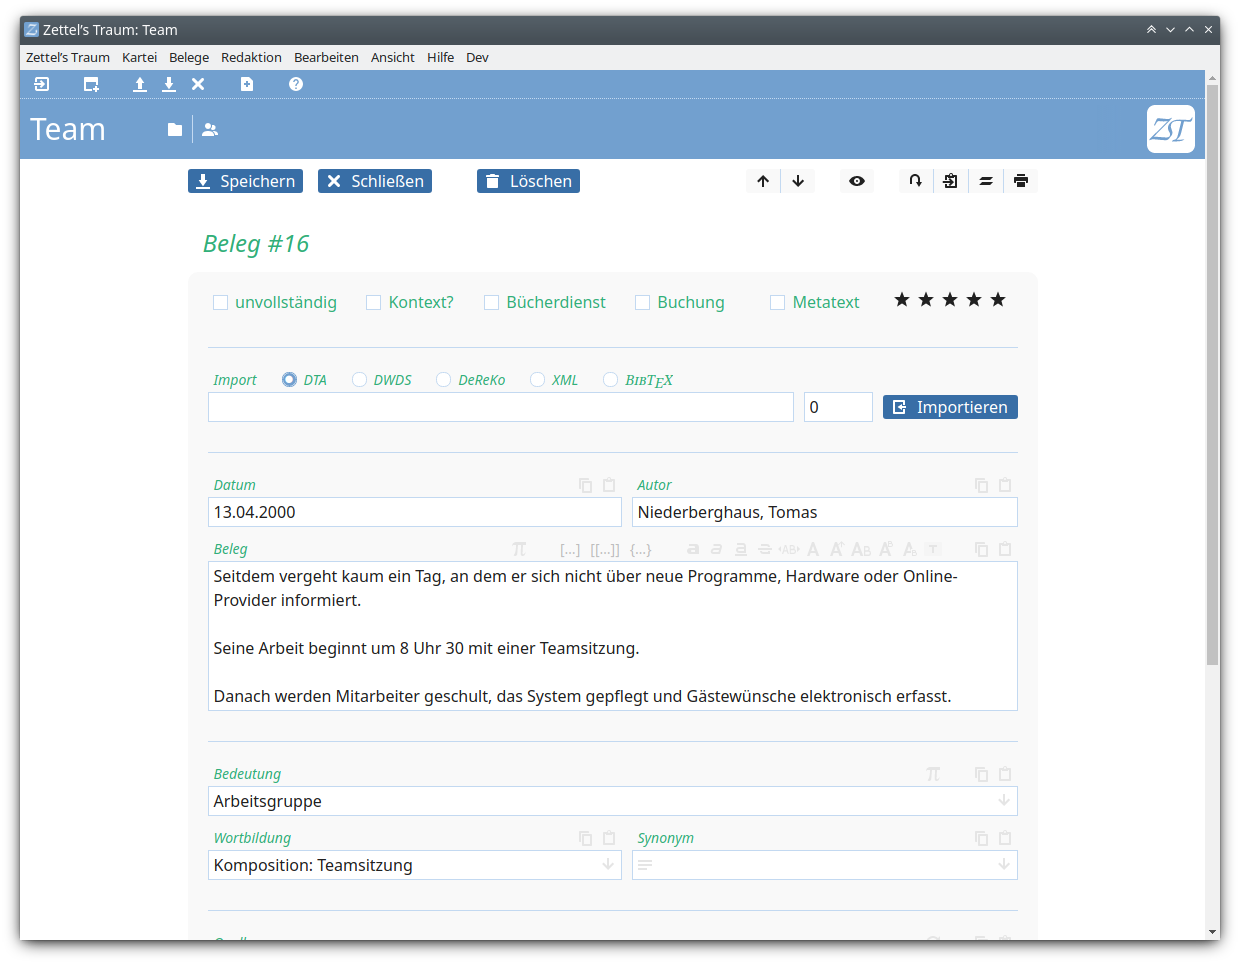 Zettel’s Traum: Team
Zettel’s Traum Kartei Belege Redaktion Bearbeiten Ansicht Hilfe Dev
Team
ZT
Speichern Schließen Löschen
Beleg #16
unvollständig Kontext? Bücherdienst Buchung Metatext
Import DTA DWDS DeReKo XML BIBTEX
0 Importieren
Datum Autor
13.04.2000 Niederberghaus, Tomas
Beleg π [...] [[...]] {...} a a a a ‹AB› A A AB A A T
Seitdem vergeht kaum ein Tag, an dem er sich nicht über neue Programme, Hardware oder Online-
Provider informiert.
Seine Arbeit beginnt um 8 Uhr 30 mit einer Teamsitzung.
Danach werden Mitarbeiter geschult, das System gepflegt und Gästewünsche elektronisch erfasst.
Bedeutung π
Arbeitsgruppe
Wortbildung Synonym
Komposition: Teamsitzung